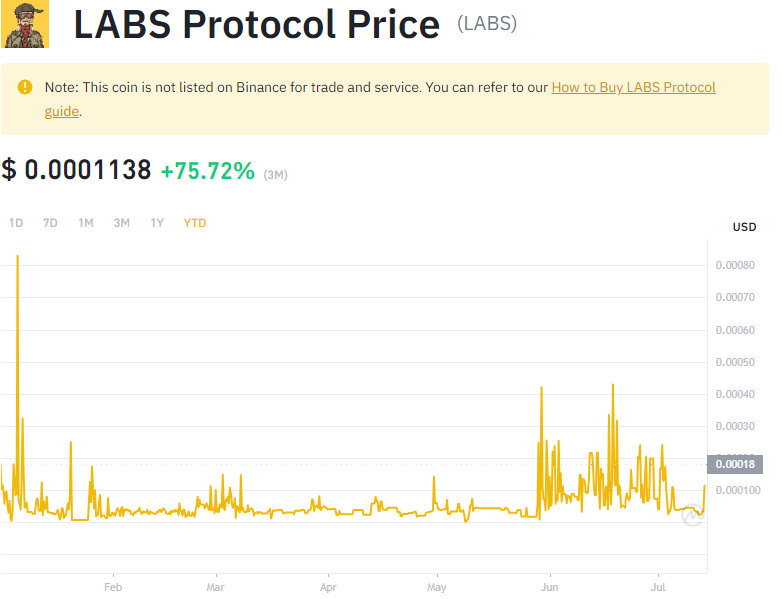 LABS Protocol Price (LABS)
Note: This coin is not listed on Binance for trade and service. You can refer to our How to Buy LABS Protocol
guide.
$ 0.0001138 +75.72% (3M)
1D 7D 1M 3M 1Y YTD
USD
0.00080
0.00070
0.00060
0.00050
0.00040
0.00030
0.00018
0.000100
Feb Mar Apr May Jun Jul